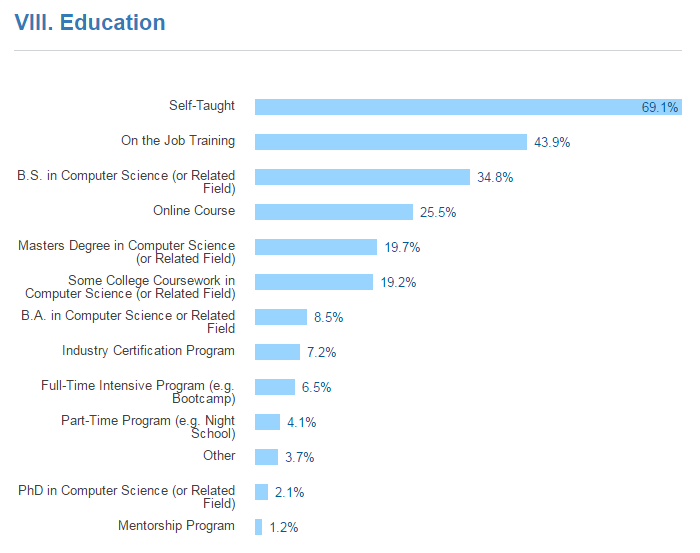 VIII. Education
Self-Taught
69.1%
On the Job Training
43.9%
B.S. in Computer Science (or Related
Field)
34.8%
Online Course
25.5%
Masters Degree in Computer Science
(or Related Field)
19.7%
Some College Coursework in
Computer Science (or Related Field)
19.2%
B.A. in Computer Science or Related
Field
8.5%
Industry Certification Program
7.2%
Full-Time Intensive Program (e.g.
Bootcamp)
6.5%
Part-Time Program (e.g. Night
School)
4.1%
Other
3.7%
PhD in Computer Science (or Related
Field)
2.1%
Mentorship Program
1.2%